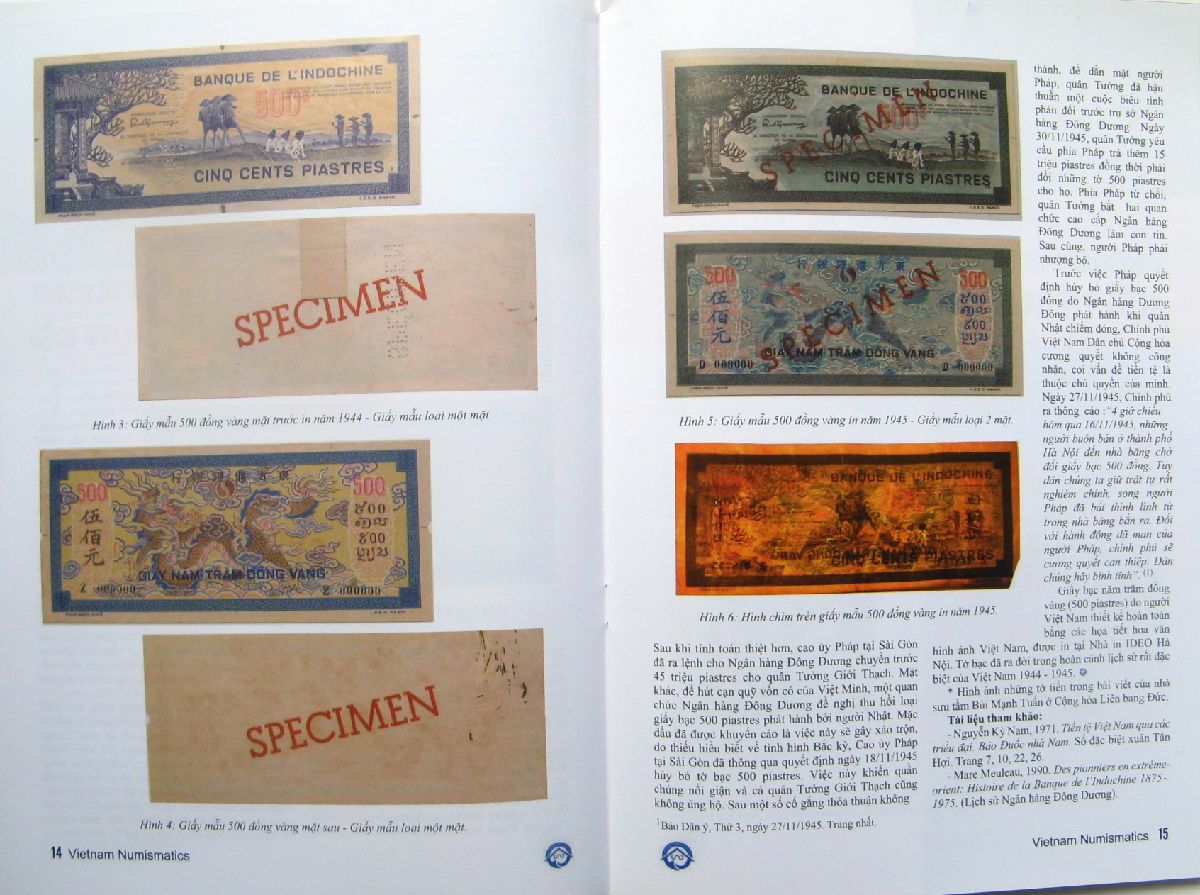 BANQUE DE L'INDOCHINE
500
CINQ CENTS PIASTRES
SPECIMEN
Hình 3: Giấy mẫu 500 đồng vàng mặt trước in năm 1944 - Giấy mẫu loại một mặt.
行銀理滙方東
500
500
伍佰元
GIẤY NĂM TRĂM ĐỒNG VÀNG
Z 000000
Z 000000
SPECIMEN
Hình 4: Giấy mẫu 500 đồng vàng mặt sau - Giấy mẫu loại một mặt.
14 Vietnam Numismatics
BANQUE DE L'INDOCHINE
500
SPECIMEN
CINQ CENTS PIASTRES
行銀理滙方東
500
500
伍佰元
SPECIMEN
GIẤY NĂM TRĂM ĐỒNG VÀNG
D 000000
D 000000
Hình 5: Giấy mẫu 500 đồng vàng in năm 1945 - Giấy mẫu loại 2 mặt.
BANQUE DE L'INDOCHINE
CINQ CENTS PIASTRES
Hình 6: Hình chìm trên giấy mẫu 500 đồng vàng in năm 1945.
Sau khi tính toán thiệt hơn, cao ủy Pháp tại Sài Gòn
đã ra lệnh cho Ngân hàng Đông Dương chuyển trước
45 triệu piastres cho quân Tưởng Giới Thạch. Mặt
khác, để hút cạn quỹ vốn có của Việt Minh, một quan
chức Ngân hàng Đông Dương đề nghị thu hồi loại
giấy bạc 500 piastres phát hành bởi người Nhật. Mặc
dầu đã được khuyến cáo là việc này sẽ gây xáo trộn,
do thiếu hiểu biết về tình hình Bắc kỳ, Cao ủy Pháp
tại Sài Gòn đã thông qua quyết định ngày 18/11/1945
hủy bỏ tờ bạc 500 piastres. Việc này khiến quần
chúng nổi giận và cả quân Tưởng Giới Thạch cũng
không ủng hộ. Sau một số cố gắng thỏa thuận không
thành, để dằn mặt người
Pháp, quân Tưởng đã hậu
thuẫn một cuộc biểu tình
phản đối trước trụ sở Ngân
hàng Đông Dương. Ngày
30/11/1945, quân Tưởng yêu
cầu phía Pháp trả thêm 15
triệu piastres đồng thời phải
đổi những tờ 500 piastres
cho họ. Phía Pháp từ chối,
quân Tưởng bắt hai quan
chức cao cấp Ngân hàng
Đông Dương làm con tin.
Sau cùng, người Pháp phải
nhượng bộ.
Trước việc Pháp quyết
định hủy bỏ giấy bạc 500
đồng do Ngân hàng Dương
Đông phát hành khi quân
Nhật chiếm đóng, Chính phủ
Việt Nam Dân chủ Cộng hòa
cương quyết không công
nhận, coi vấn đề tiền tệ là
thuộc chủ quyền của mình.
Ngày 27/11/1945, Chính phủ
ra thông cáo :"4 giờ chiều
hôm qua 16/11/1945, những
người buôn bán ở thành phố
Hà Nội đến nhà băng chờ
đổi giấy bạc 500 đồng. Tuy
dân chúng ta giữ trật tự rất
nghiêm chỉnh, song người
Pháp đã bất thình lình từ
trong nhà băng bắn ra. Đối
với hành động dã man của
người Pháp, chính phủ sẽ
cương quyết can thiệp. Dân
chúng hãy bình tĩnh". (1)
Giấy bạc năm trăm đồng
vàng (500 piastres) do người
Việt Nam thiết kế hoàn toàn
bằng các họa tiết hoa văn
hình ảnh Việt Nam, được in tại Nhà in IDEO Hà
Nội. Tờ bạc đã ra đời trong hoàn cảnh lịch sử rất đặc
biệt của Việt Nam 1944 - 1945.
* Hình ảnh những tờ tiền trong bài viết của nhà
sưu tầm Bùi Mạnh Tuấn ở Cộng hòa Liên bang Đức.
Tài liệu tham khảo:
- Nguyễn Kỳ Nam, 1971. Tiền tệ Việt Nam qua các
triều đại. Báo Đuốc nhà Nam. Số đặc biệt xuân Tân
Hợi. Trang 7, 10, 22, 26.
- Marc Meuleau, 1990. Des pionniers en extrême-
orient: Histoire de la Banque de l'Indochine 1875-
1975. (Lịch sử Ngân hàng Đông Dương).
1Báo Dân ý, Thứ 3, ngày 27/11/1945. Trang nhất.
Vietnam Numismatics 15